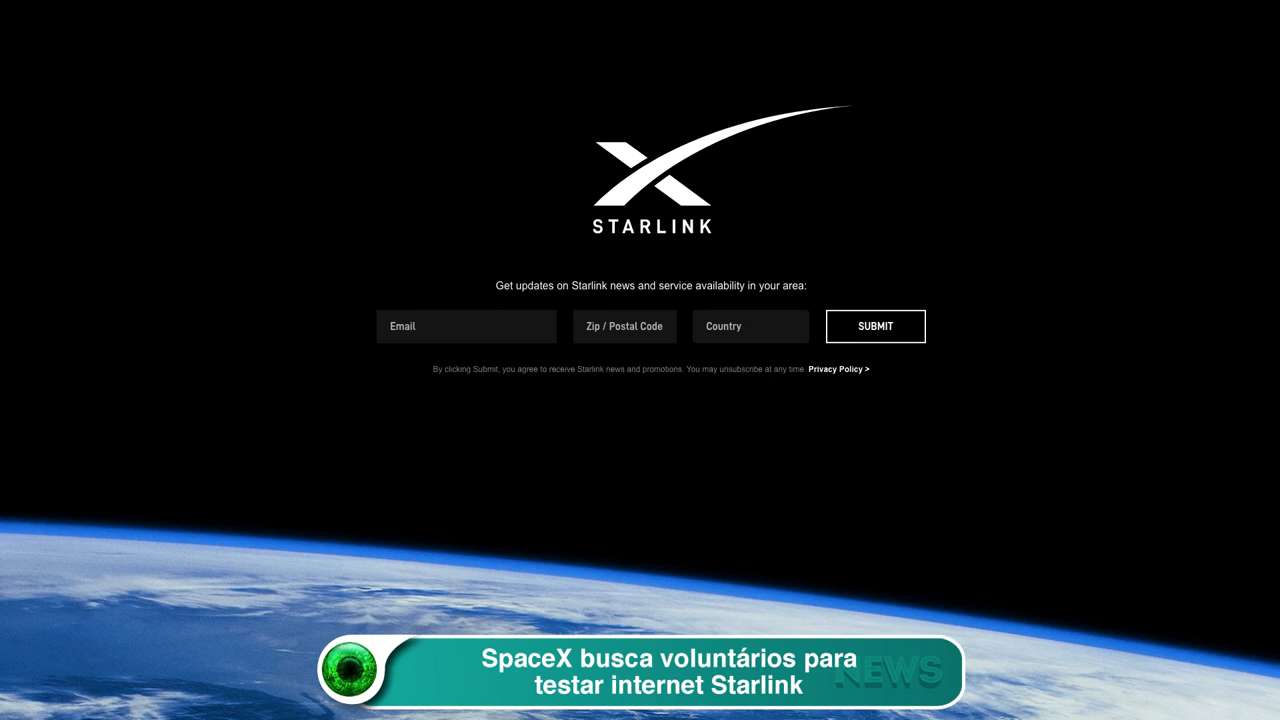 STARLINK
Get updates on Starlink news and service availability in your area:
Email
Zip / Postal Code
Country
SUBMIT
By clicking Submit, you agree to receive Starlink news and promotions. You may unsubscribe at any time. Privacy Policy >
SpaceX busca voluntários para
testar internet Starlink
NEWS